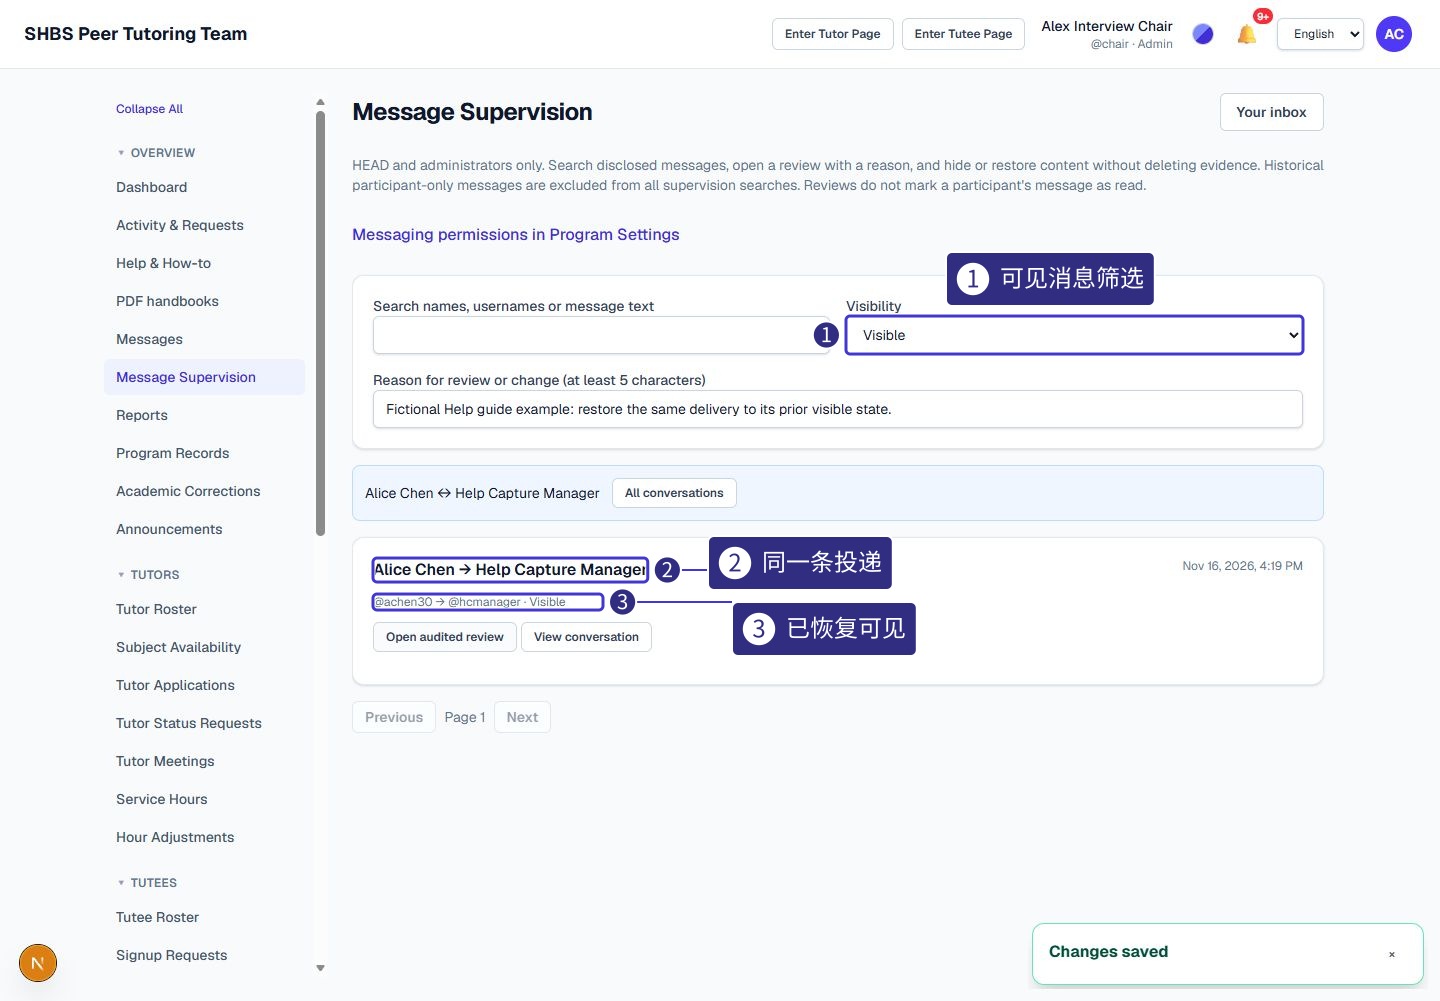 SHBS Peer Tutoring Team
Enter Tutor Page
Enter Tutee Page
Alex Interview Chair
@chair · Admin
9+
English
AC
Collapse All
OVERVIEW
Dashboard
Activity & Requests
Help & How-to
PDF handbooks
Messages
Message Supervision
Reports
Program Records
Academic Corrections
Announcements
TUTORS
Tutor Roster
Subject Availability
Tutor Applications
Tutor Status Requests
Tutor Meetings
Service Hours
Hour Adjustments
TUTEES
Tutee Roster
Signup Requests
N
Message Supervision
Your inbox
HEAD and administrators only. Search disclosed messages, open a review with a reason, and hide or restore content without deleting evidence. Historical
participant-only messages are excluded from all supervision searches. Reviews do not mark a participant's message as read.
Messaging permissions in Program Settings
1 可见消息筛选
Search names, usernames or message text
Visibility
1
Visible
Reason for review or change (at least 5 characters)
Fictional Help guide example: restore the same delivery to its prior visible state.
Alice Chen ↔ Help Capture Manager
All conversations
Alice Chen → Help Capture Manager
2
2 同一条投递
Nov 16, 2026, 4:19 PM
@achen30 → @hcmanager · Visible
3
3 已恢复可见
Open audited review
View conversation
Previous
Page 1
Next
Changes saved
×